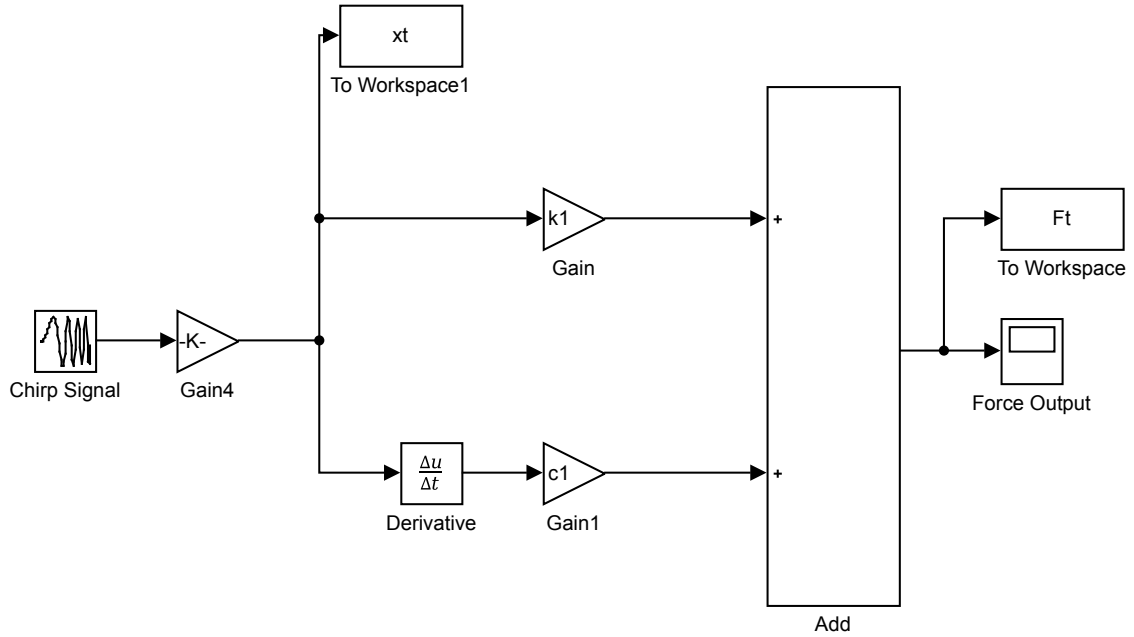 xt
To Workspace1
k1
+
Ft
Gain
To Workspace
-K-
Chirp Signal
Gain4
Force Output
Δu
Δt
c1
+
Derivative
Gain1
Add